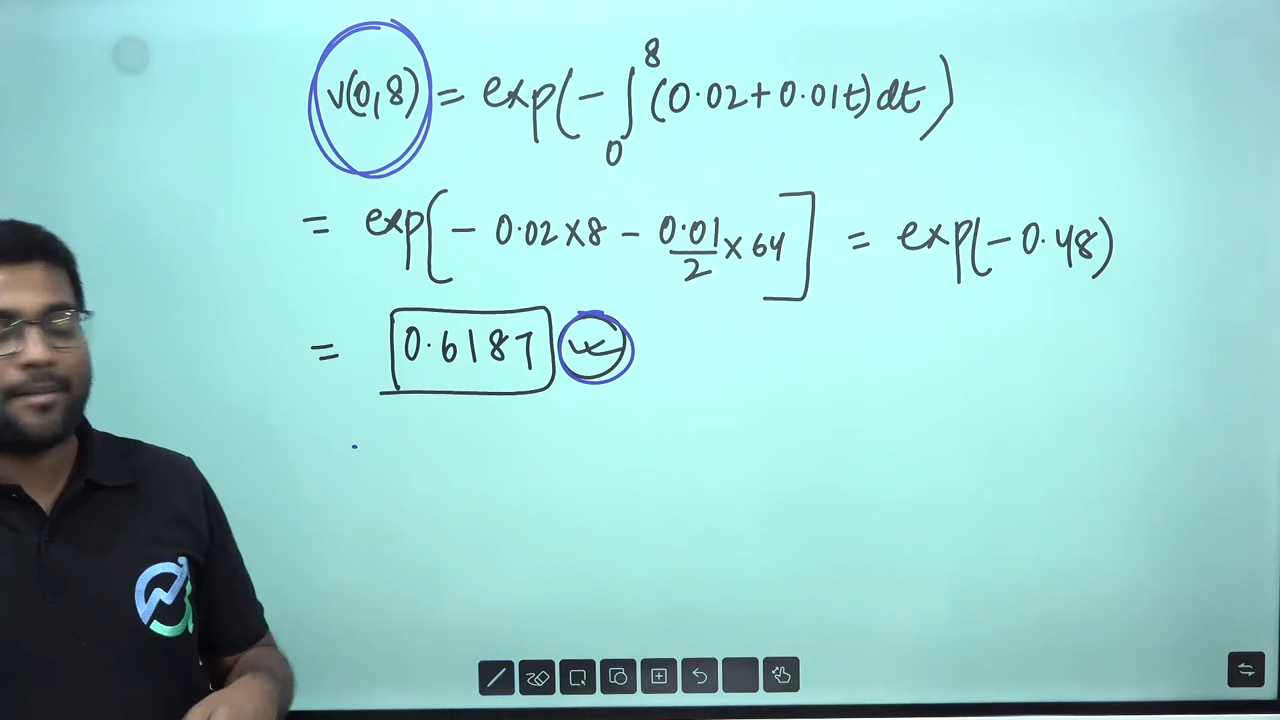 v(0,8) = exp(- ∫₀⁸ (0.02+0.01t)dt)
= exp[- 0.02×8 - 0.01/2 ×64] = exp(-0.48)
= 0.6187